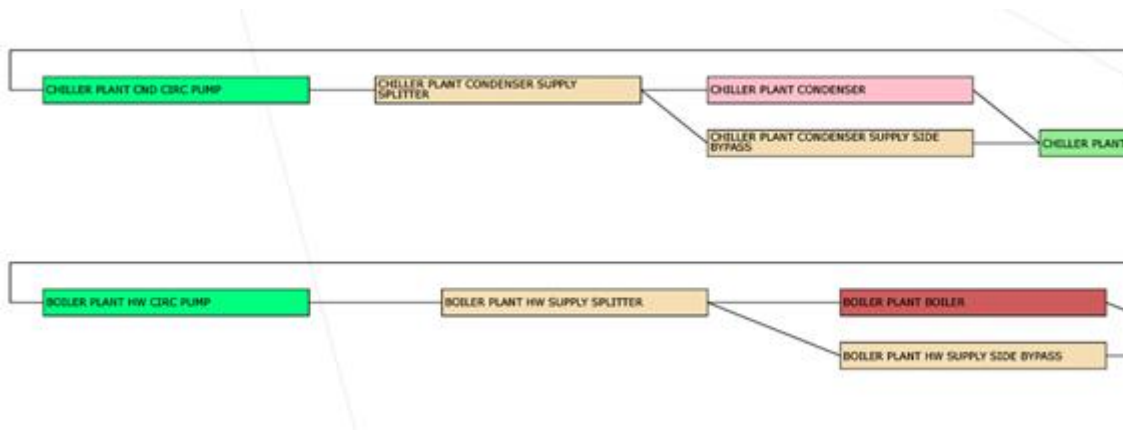 CHILLER PLANT CND CIRC PUMP
CHILLER PLANT CONDENSER SUPPLY
SPLITTER
CHILLER PLANT CONDENSER
CHILLER PLANT CONDENSER SUPPLY SIDE
BYPASS
CHILLER PLANT
BOILER PLANT HW CIRC PUMP
BOILER PLANT HW SUPPLY SPLITTER
BOILER PLANT BOILER
BOILER PLANT HW SUPPLY SIDE BYPASS